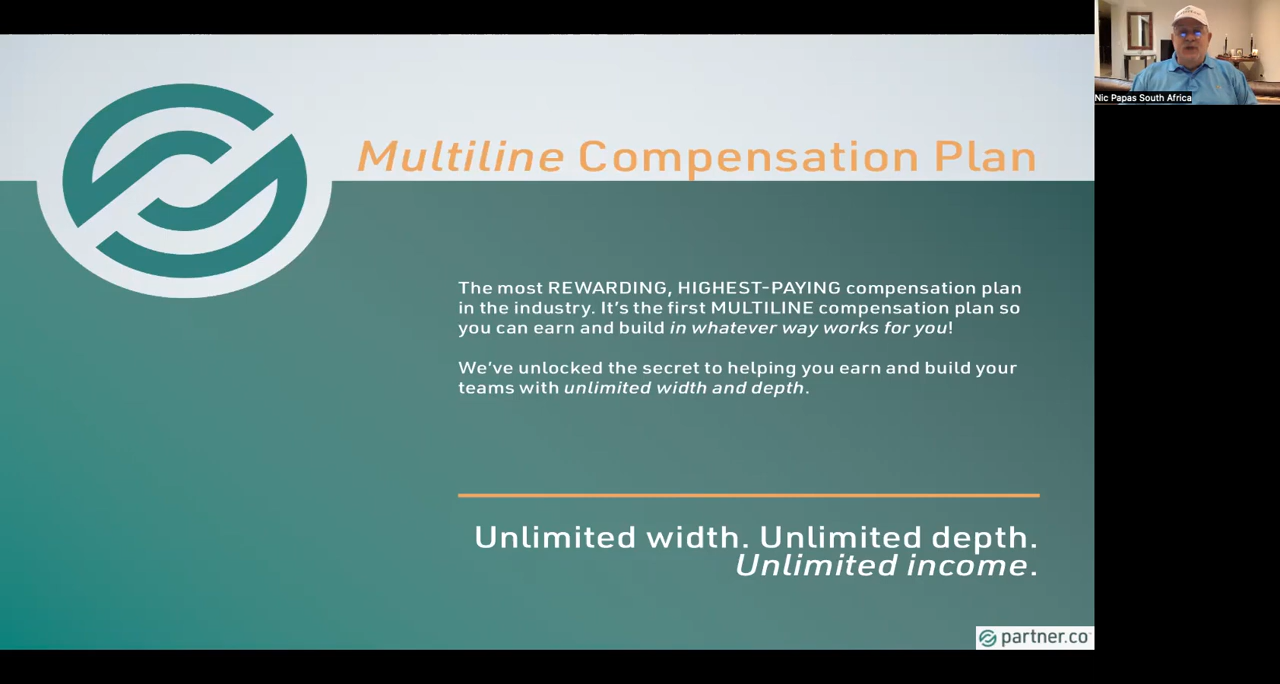 Nic Papas South Africa
Multiline Compensation Plan
The most REWARDING, HIGHEST-PAYING compensation plan
in the industry. It's the first MULTILINE compensation plan so
you can earn and build in whatever way works for you!
We've unlocked the secret to helping you earn and build your
teams with unlimited width and depth.
Unlimited width. Unlimited depth.
Unlimited income.
partner.co